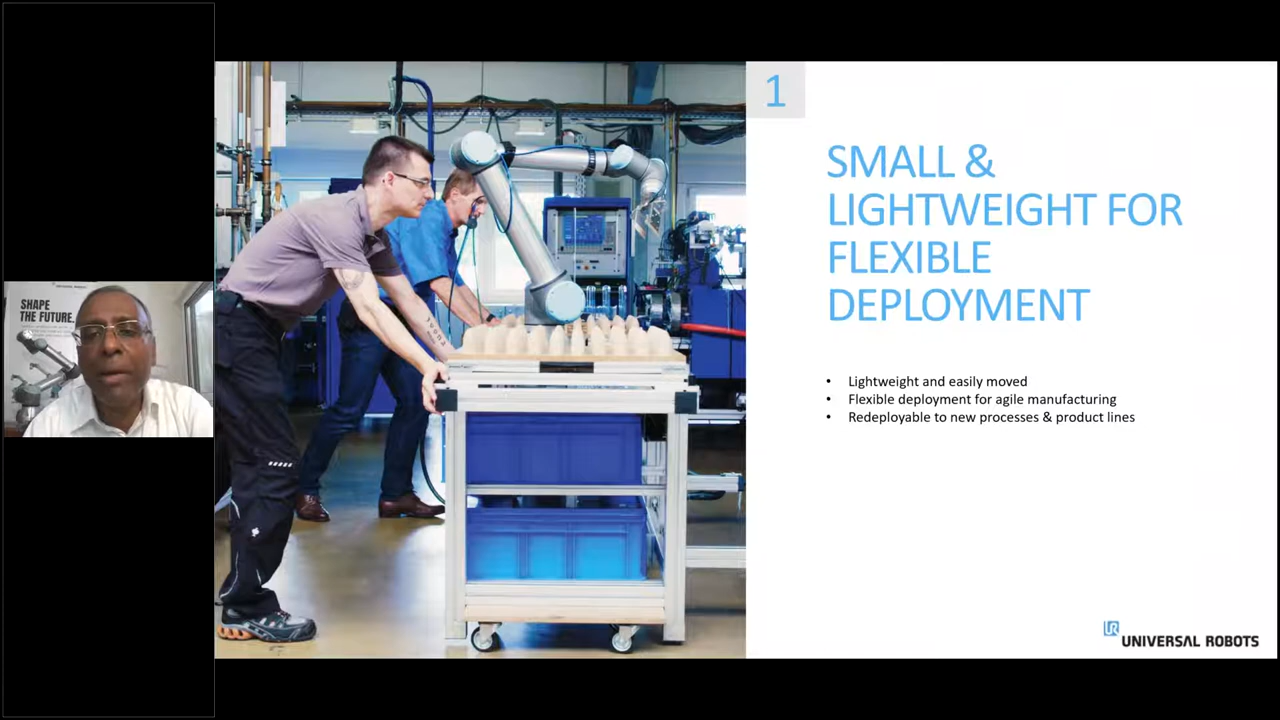 SHAPE
THE FUTURE.
1
SMALL &
LIGHTWEIGHT FOR
FLEXIBLE
DEPLOYMENT
• Lightweight and easily moved
• Flexible deployment for agile manufacturing
• Redeployable to new processes & product lines
UR
UNIVERSAL ROBOTS